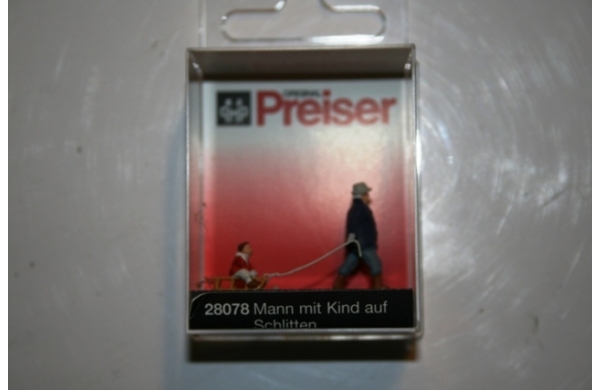 ORIGINAL
Preiser
28078 Mann mit Kind auf
Schlitten